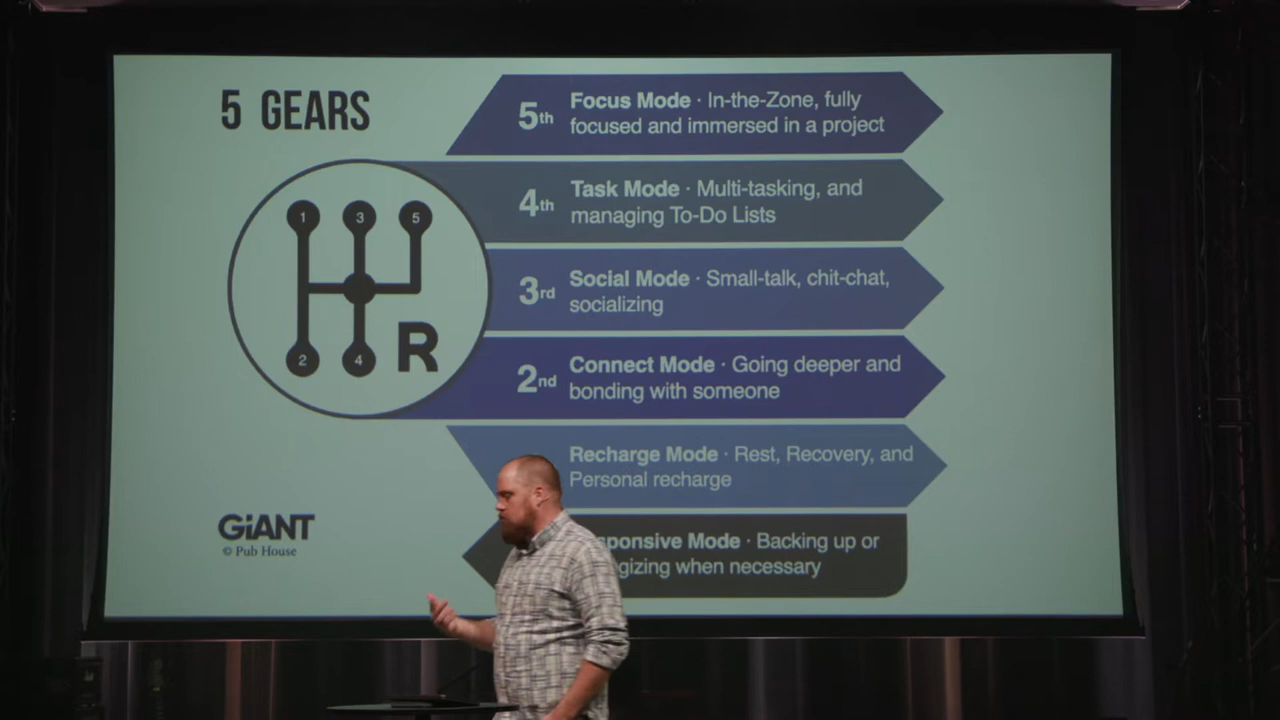 5 GEARS
5th Focus Mode · In-the-Zone, fully
focused and immersed in a project
4th Task Mode · Multi-tasking, and
managing To-Do Lists
3rd Social Mode · Small-talk, chit-chat,
socializing
2nd Connect Mode · Going deeper and
bonding with someone
Recharge Mode · Rest, Recovery, and
Personal recharge
sponsive Mode · Backing up or
gizing when necessary
1 3 5
2 4 R
GiANT
© Pub House